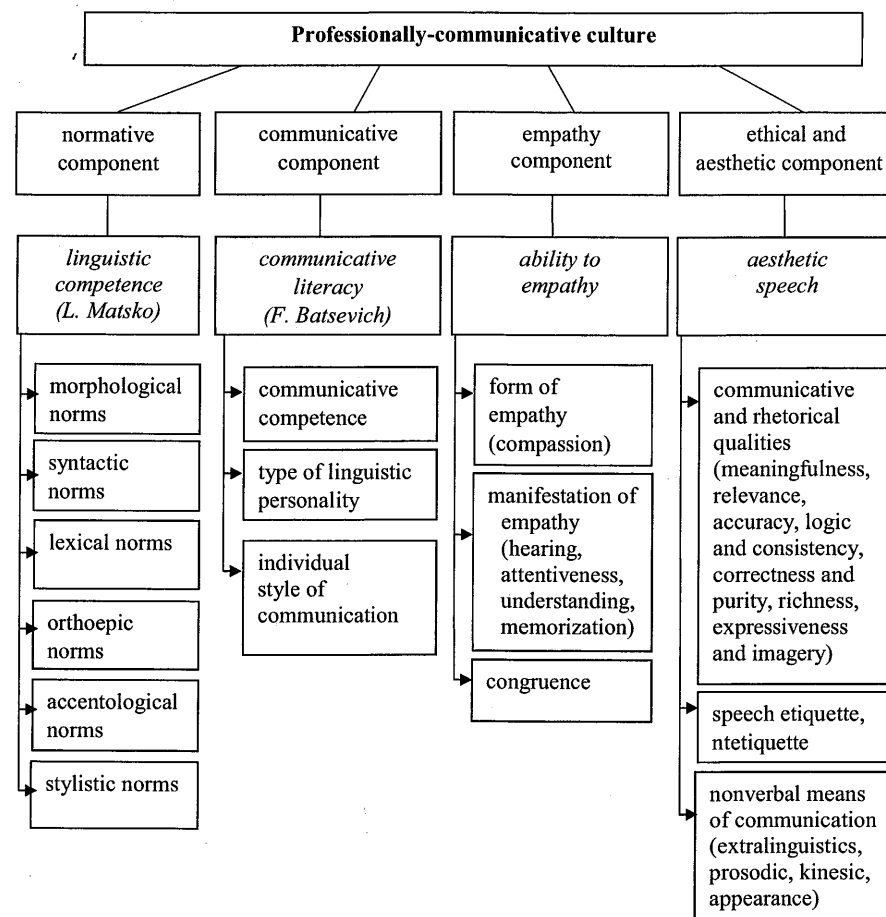 Professionally-communicative culture
normative
component
communicative
component
empathy
component
ethical and
aesthetic component
linguistic
competence
(L. Matsko)
communicative
literacy
(F. Batsevich)
ability to
empathy
aesthetic
speech
morphological
norms
syntactic
norms
lexical norms
orthoepic
norms
accentological
norms
stylistic norms
communicative
competence
type of linguistic
personality
individual
style of
communication
form of
empathy
(compassion)
manifestation of
empathy
(hearing,
attentiveness,
understanding,
memorization)
congruence
communicative
and rhetorical
qualities
(meaningfulness,
relevance,
accuracy, logic
and consistency,
correctness and
purity, richness,
expressiveness
and imagery)
speech etiquette,
ntetiquette
nonverbal means
of communication
(extralinguistics,
prosodic, kinesic,
appearance)